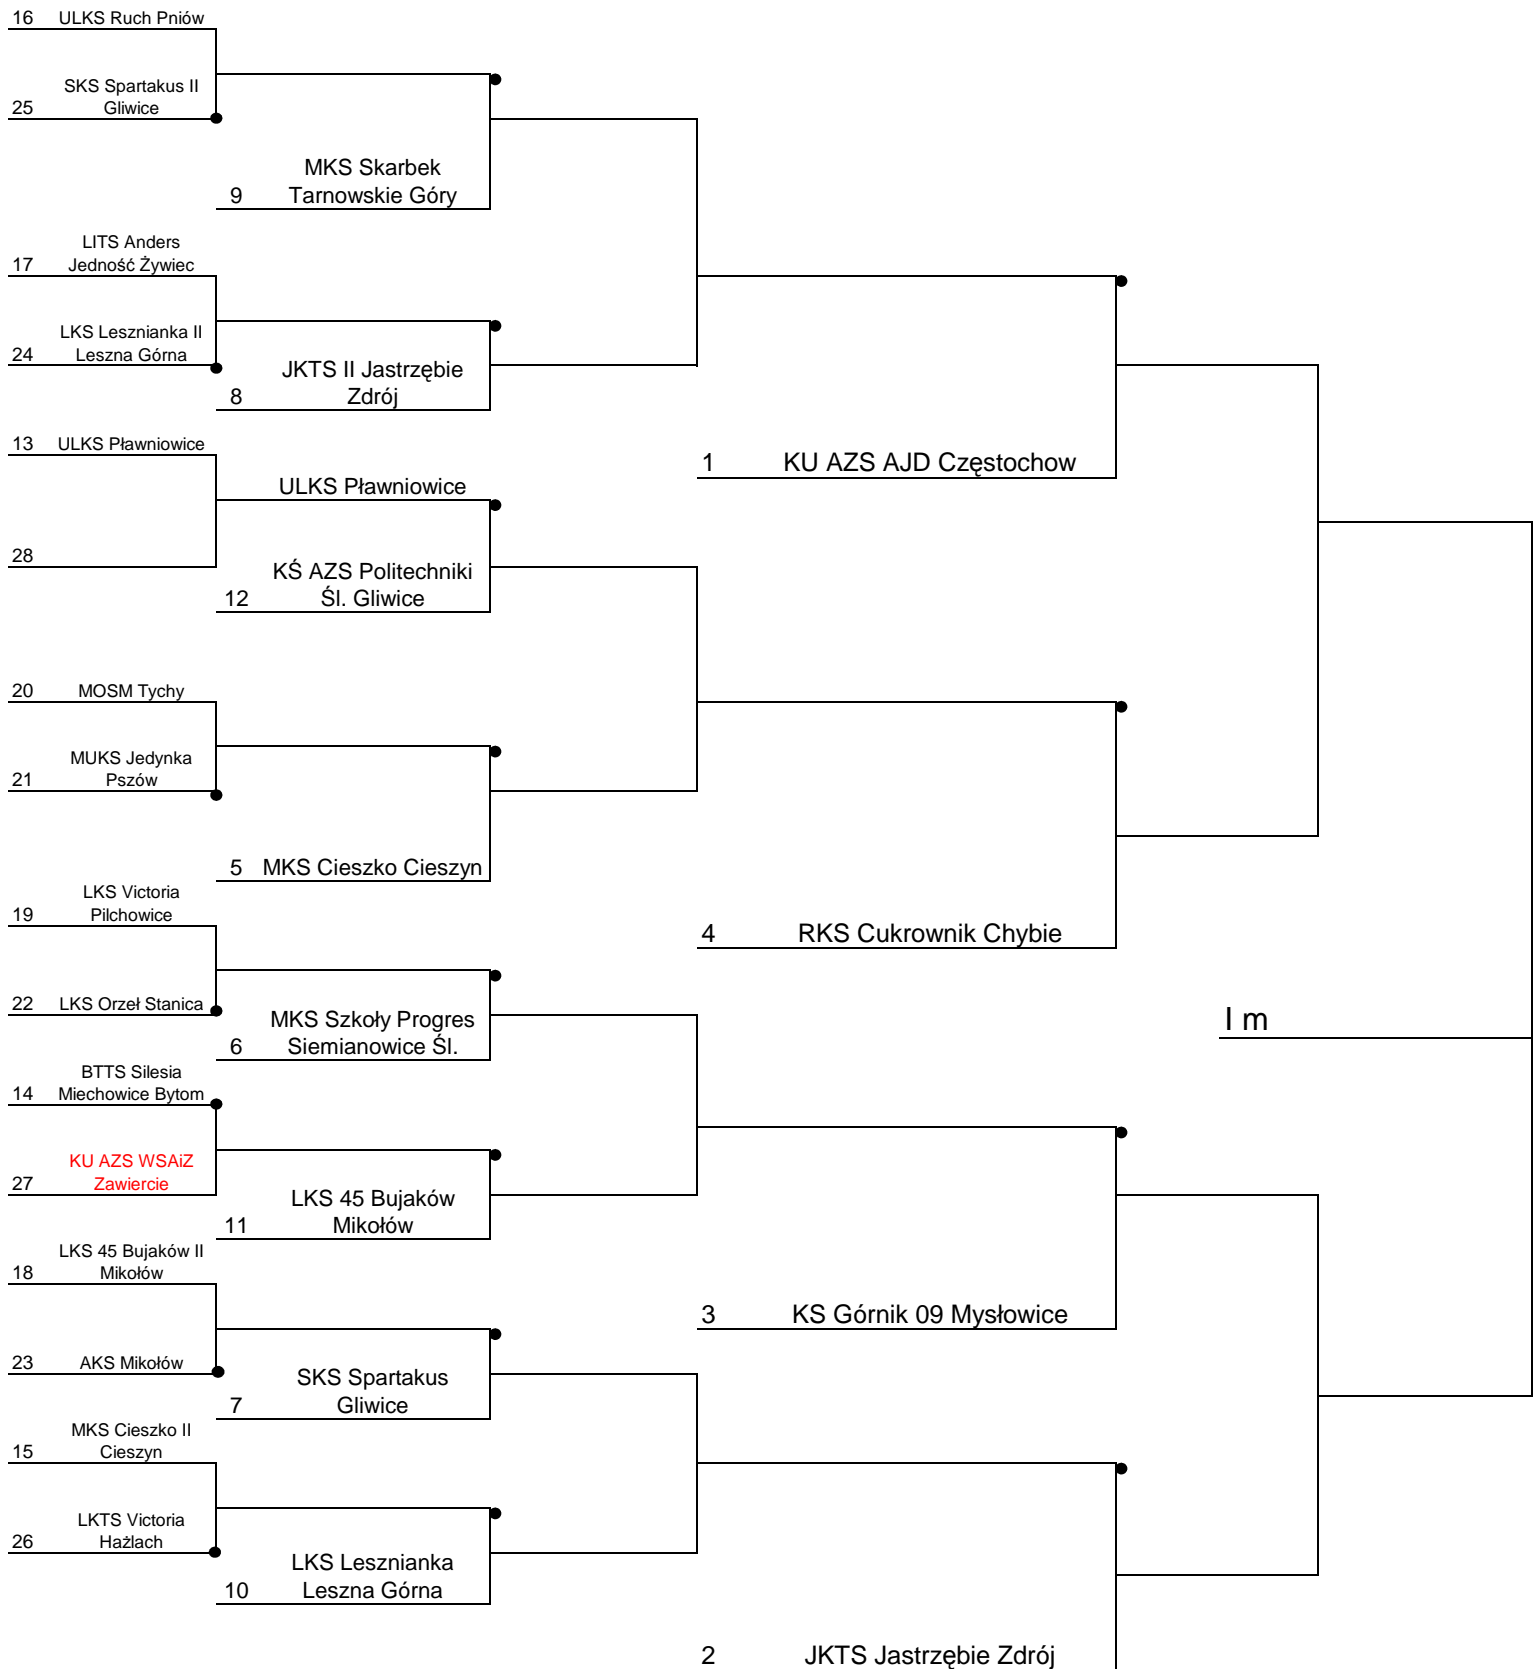 16 ULKS Ruch Pniów
SKS Spartakus II
25 Gliwice
MKS Skarbek
9 Tarnowskie Góry
LITS Anders
17 Jedność Żywiec
LKS Lesznianka II
24 Leszna Górna
JKTS II Jastrzębie
8 Zdrój
13 ULKS Pławniowice
1 KU AZS AJD Częstochow
ULKS Pławniowice
28
KŚ AZS Politechniki
12 Śl. Gliwice
20 MOSM Tychy
MUKS Jedynka
21 Pszów
5 MKS Cieszko Cieszyn
LKS Victoria
19 Pilchowice
4 RKS Cukrownik Chybie
22 LKS Orzeł Stanica
MKS Szkoły Progres
6 Siemianowice Śl.
I m
BTTS Silesia
14 Miechowice Bytom
KU AZS WSAiZ
27 Zawiercie
LKS 45 Bujaków
11 Mikołów
LKS 45 Bujaków II
18 Mikołów
3 KS Górnik 09 Mysłowice
23 AKS Mikołów
SKS Spartakus
7 Gliwice
MKS Cieszko II
15 Cieszyn
LKTS Victoria
26 Hażlach
LKS Lesznianka
10 Leszna Górna
2 JKTS Jastrzębie Zdrój